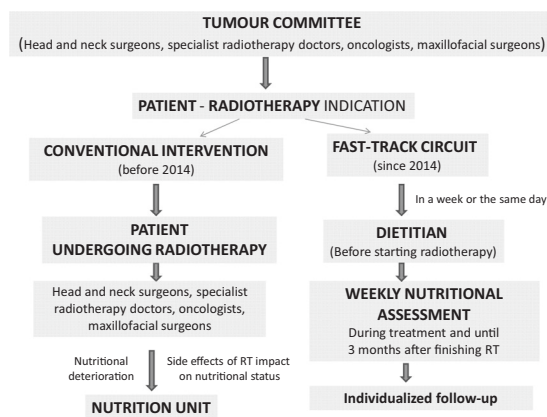 TUMOUR COMMITTEE
(Head and neck surgeons, specialist radiotherapy doctors, oncologists, maxillofacial surgeons)
PATIENT - RADIOTHERAPY INDICATION
CONVENTIONAL INTERVENTION
(before 2014)
PATIENT
UNDERGOING RADIOTHERAPY
Head and neck surgeons, specialist
radiotherapy doctors, oncologists,
maxillofacial surgeons
Nutritional
deterioration
Side effects of RT impact
on nutritional status
NUTRITION UNIT
FAST-TRACK CIRCUIT
(since 2014)
In a week or the same day
DIETITIAN
(Before starting radiotherapy)
WEEKLY NUTRITIONAL
ASSESSMENT
During treatment and until
3 months after finishing RT
Individualized follow-up